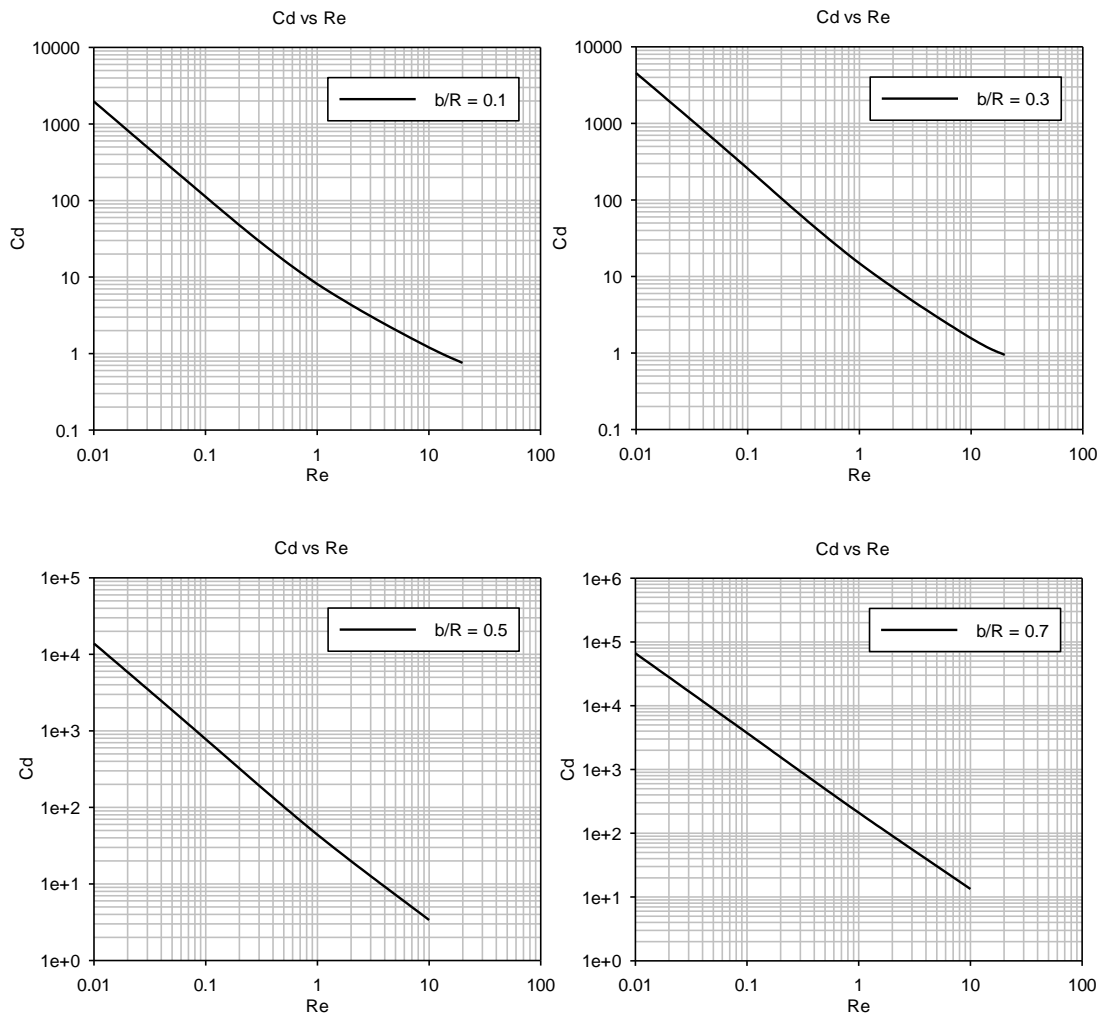 Cd vs Re
10000
1000
100
10
1
0.1
Cd
b/R = 0.1
0.01 0.1 1 10 100
Re
Cd vs Re
10000
1000
100
10
1
0.1
Cd
b/R = 0.3
0.01 0.1 1 10 100
Re
Cd vs Re
1e+5
1e+4
1e+3
1e+2
1e+1
1e+0
Cd
b/R = 0.5
0.01 0.1 1 10 100
Re
Cd vs Re
1e+6
1e+5
1e+4
1e+3
1e+2
1e+1
1e+0
Cd
b/R = 0.7
0.01 0.1 1 10 100
Re